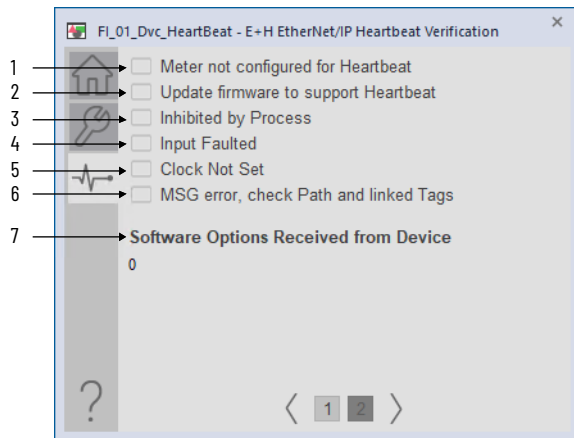 FI_01_Dvc_HeartBeat - E+H EtherNet/IP Heartbeat Verification
1 Meter not configured for Heartbeat
2 Update firmware to support Heartbeat
3 Inhibited by Process
4 Input Faulted
5 Clock Not Set
6 MSG error, check Path and linked Tags
7 Software Options Received from Device
0
?
1 2